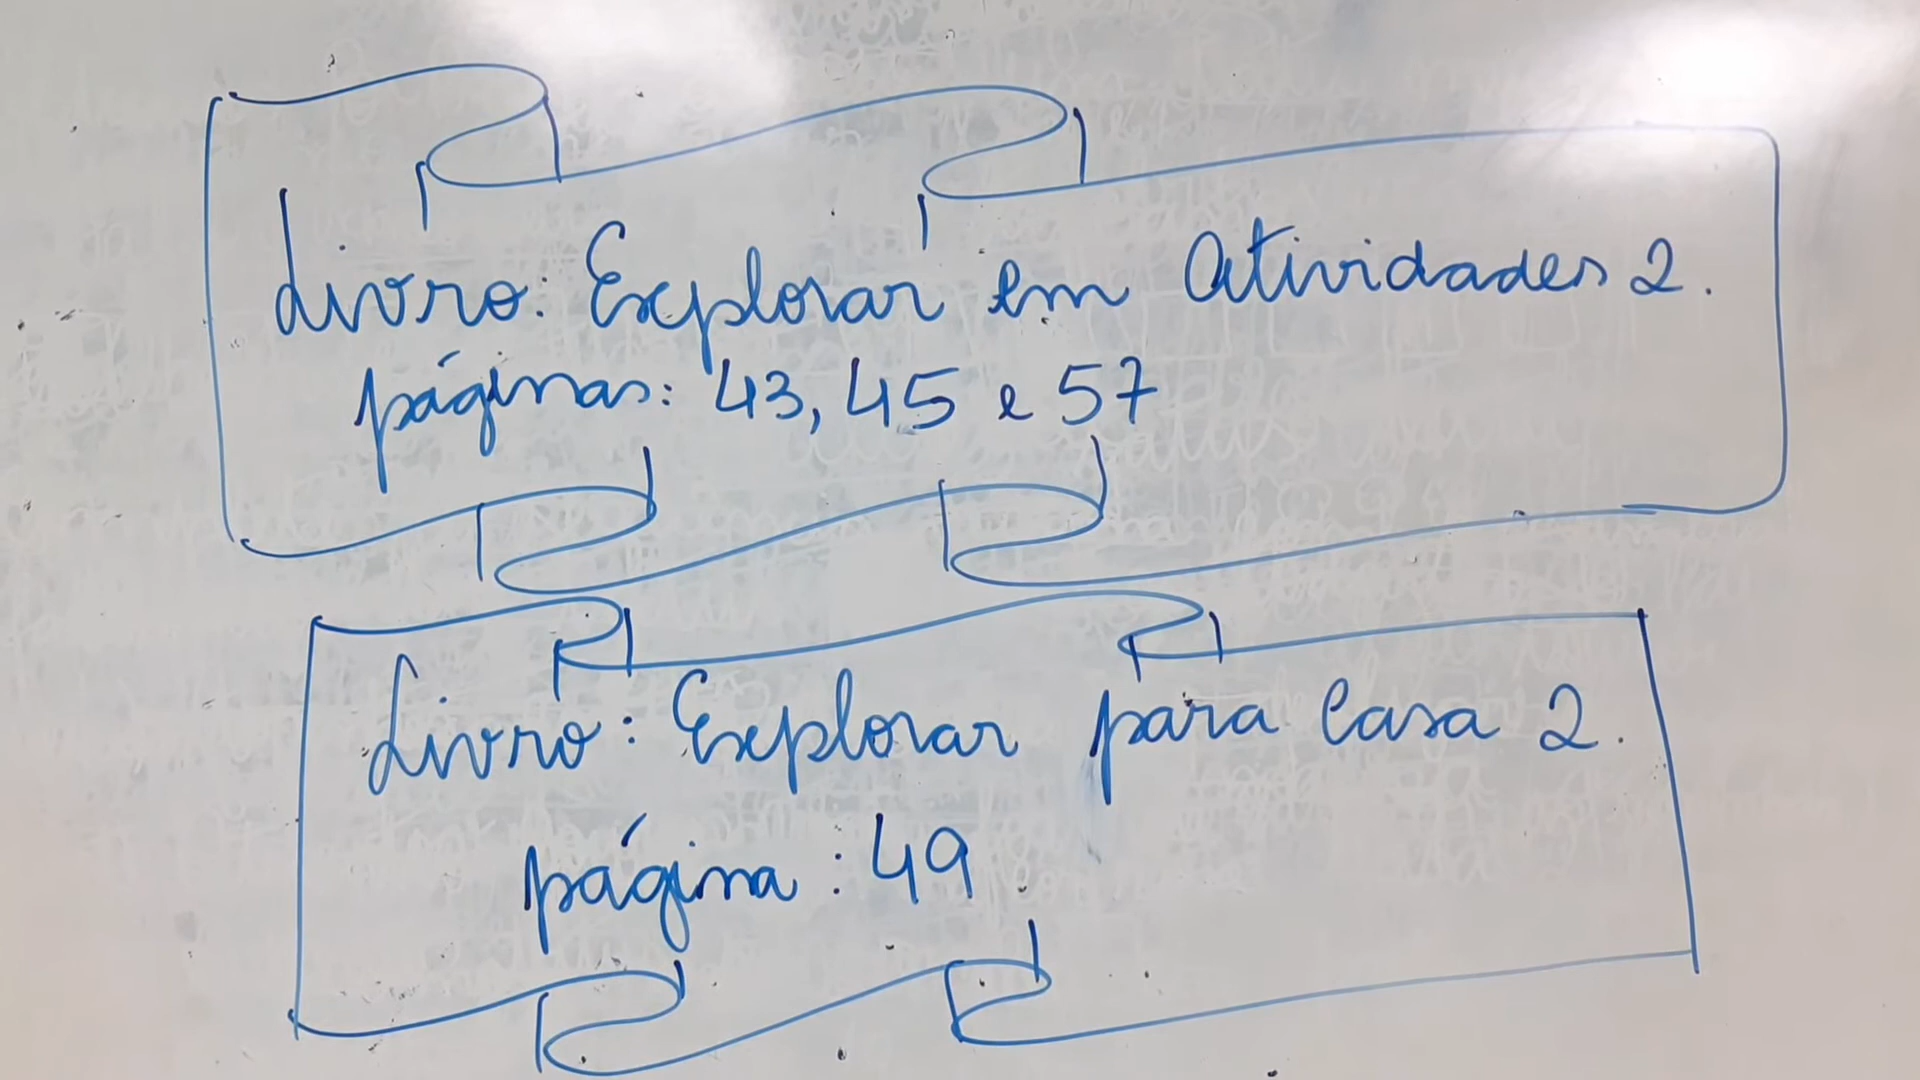 Livro: Explorar em Atividades 2.
páginas: 43, 45 e 57
Livro: Explorar para Casa 2.
página: 49